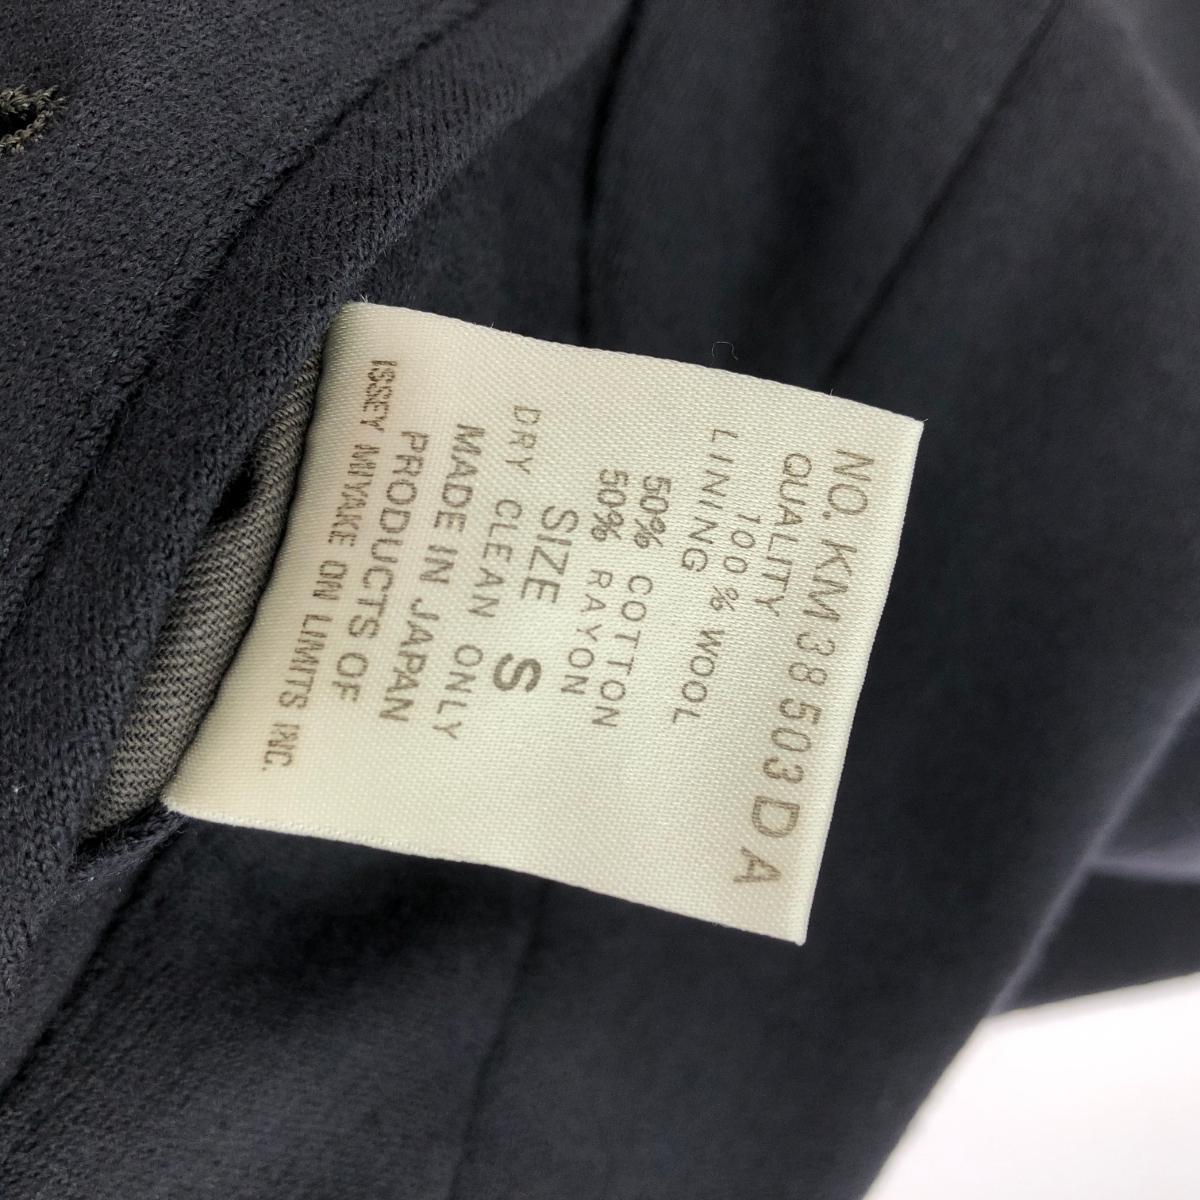 NO. KM38503DA
QUALITY
100% WOOL
LINING
50% COTTON
50% RAYON
SIZE S
DRY CLEAN ONLY
MADE IN JAPAN
PRODUCTS OF
ISSEY MIYAKE ON LIMITS INC.